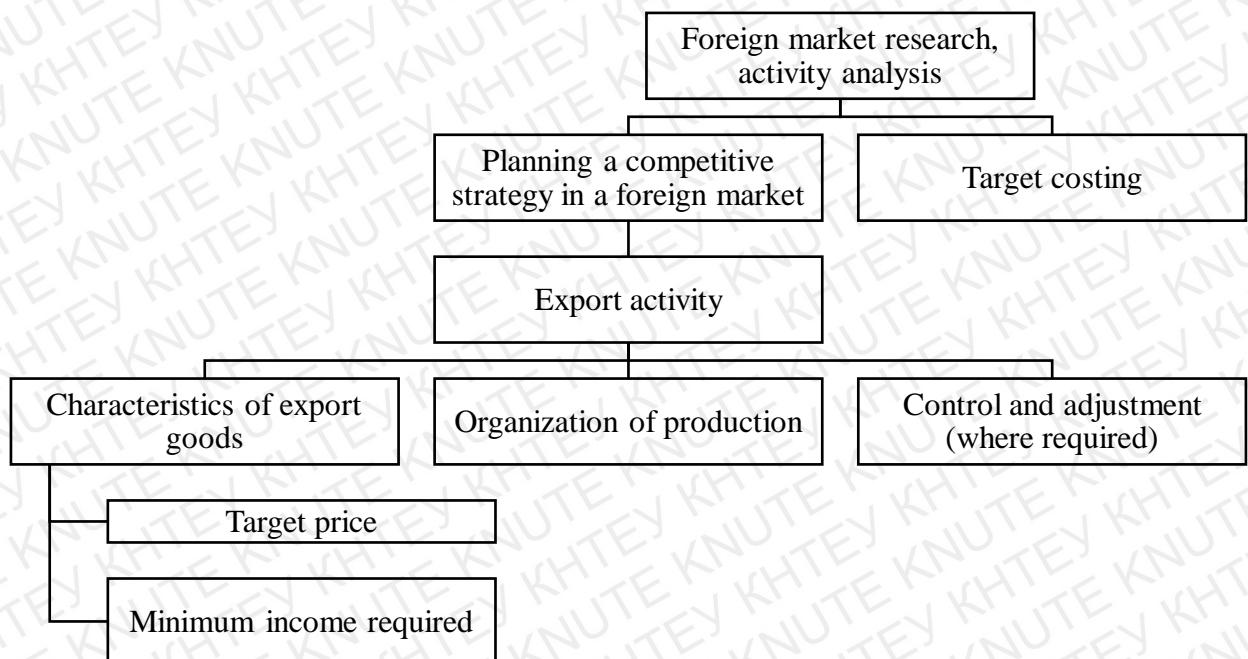 Foreign market research,
activity analysis
Planning a competitive
strategy in a foreign market
Target costing
Export activity
Characteristics of export
goods
Organization of production
Control and adjustment
(where required)
Target price
Minimum income required